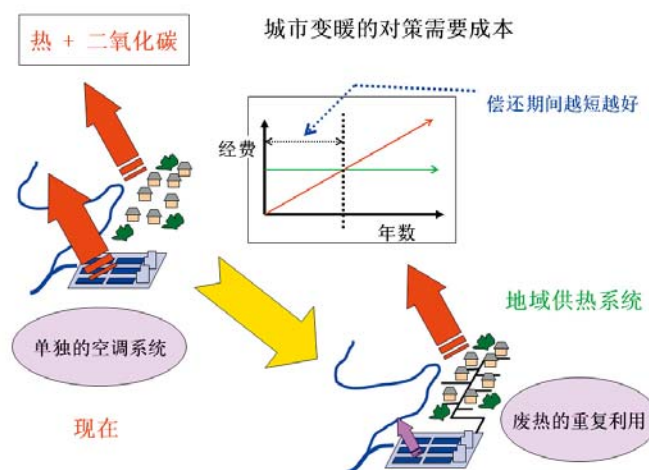 城市变暖的对策需要成本
热 + 二氧化碳
偿还期间越短越好
经费
年数
地域供热系统
单独的空调系统
现在
废热的重复利用